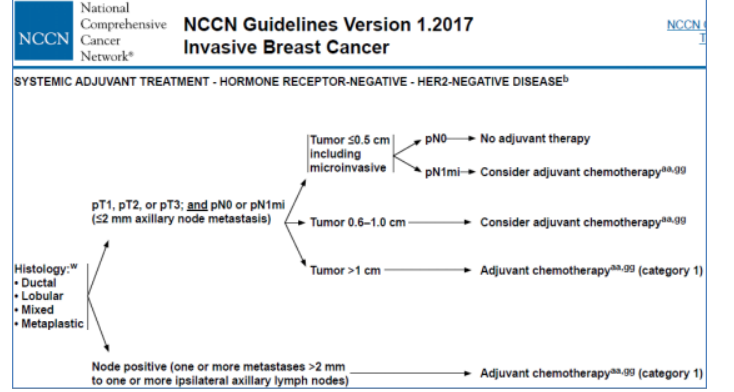 National
Comprehensive
NCCN Cancer
Network®
NCCN Guidelines Version 1.2017
Invasive Breast Cancer
NCCN
T
SYSTEMIC ADJUVANT TREATMENT - HORMONE RECEPTOR-NEGATIVE - HER2-NEGATIVE DISEASEᵇ
Tumor ≤0.5 cm
including
microinvasive
pN0
No adjuvant therapy
pN1mi
Consider adjuvant chemotherapyᵃᵃ,ᵍᵍ
pT1, pT2, or pT3; and pN0 or pN1mi
(≤2 mm axillary node metastasis)
Tumor 0.6–1.0 cm
Consider adjuvant chemotherapyᵃᵃ,ᵍᵍ
Tumor >1 cm
Adjuvant chemotherapyᵃᵃ,ᵍᵍ (category 1)
Histology:ʷ
• Ductal
• Lobular
• Mixed
• Metaplastic
Node positive (one or more metastases >2 mm
to one or more ipsilateral axillary lymph nodes)
Adjuvant chemotherapyᵃᵃ,ᵍᵍ (category 1)